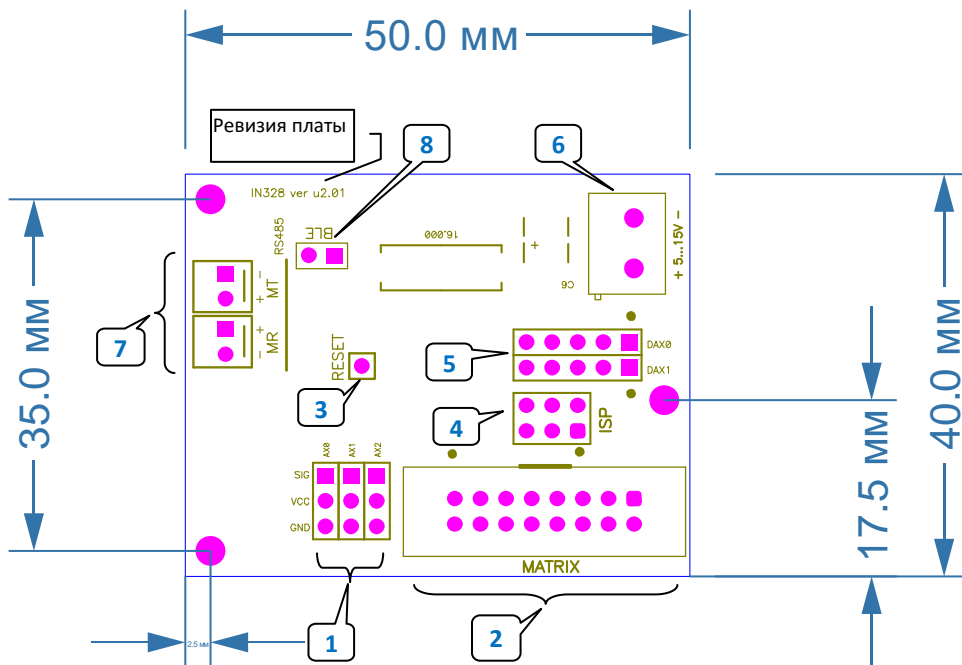 50.0 мм
Ревизия платы
8
6
IN328 ver u2.01
RS485
BLE
16.000
+
C6
+ 5...15V -
- + MT
+ - MR
7
35.0 мм
RESET
3
5
DAX0
DAX1
4
ISP
40.0 мм
17.5 мм
AX0 AX1 AX2
SIG
VCC
GND
MATRIX
1
2
2.5 мм